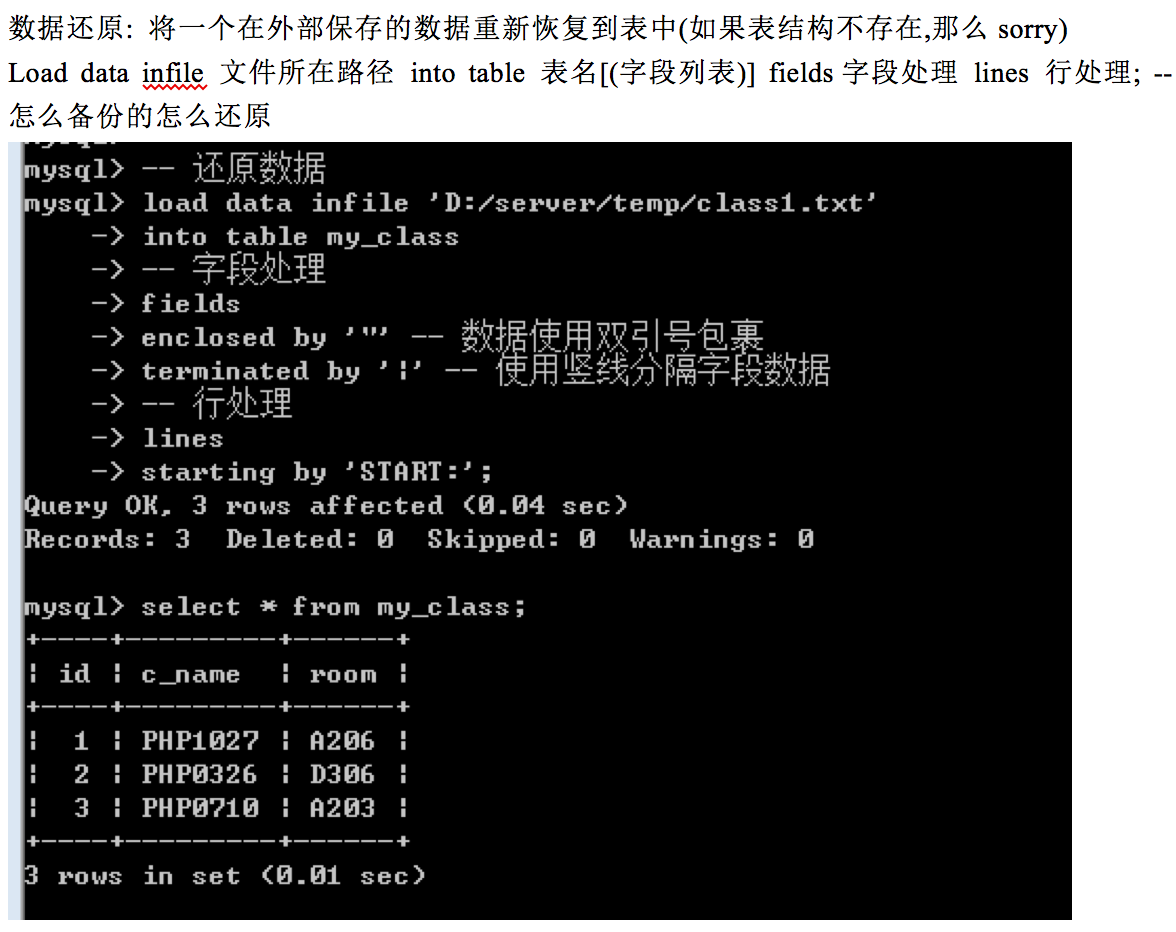 数据还原: 将一个在外部保存的数据重新恢复到表中(如果表结构不存在,那么 sorry)
Load data infile 文件所在路径 into table 表名[(字段列表)] fields 字段处理 lines 行处理; --
怎么备份的怎么还原
mysql> -- 还原数据
mysql> load data infile 'D:/server/temp/class1.txt'
-> into table my_class
-> -- 字段处理
-> fields
-> enclosed by '"' -- 数据使用双引号包裹
-> terminated by '|' -- 使用竖线分隔字段数据
-> -- 行处理
-> lines
-> starting by 'START:';
Query OK, 3 rows affected (0.04 sec)
Records: 3  Deleted: 0  Skipped: 0  Warnings: 0
mysql> select * from my_class;
+----+---------+------+
| id | c_name  | room |
+----+---------+------+
|  1 | PHP1027 | A206 |
|  2 | PHP0326 | D306 |
|  3 | PHP0710 | A203 |
+----+---------+------+
3 rows in set (0.01 sec)